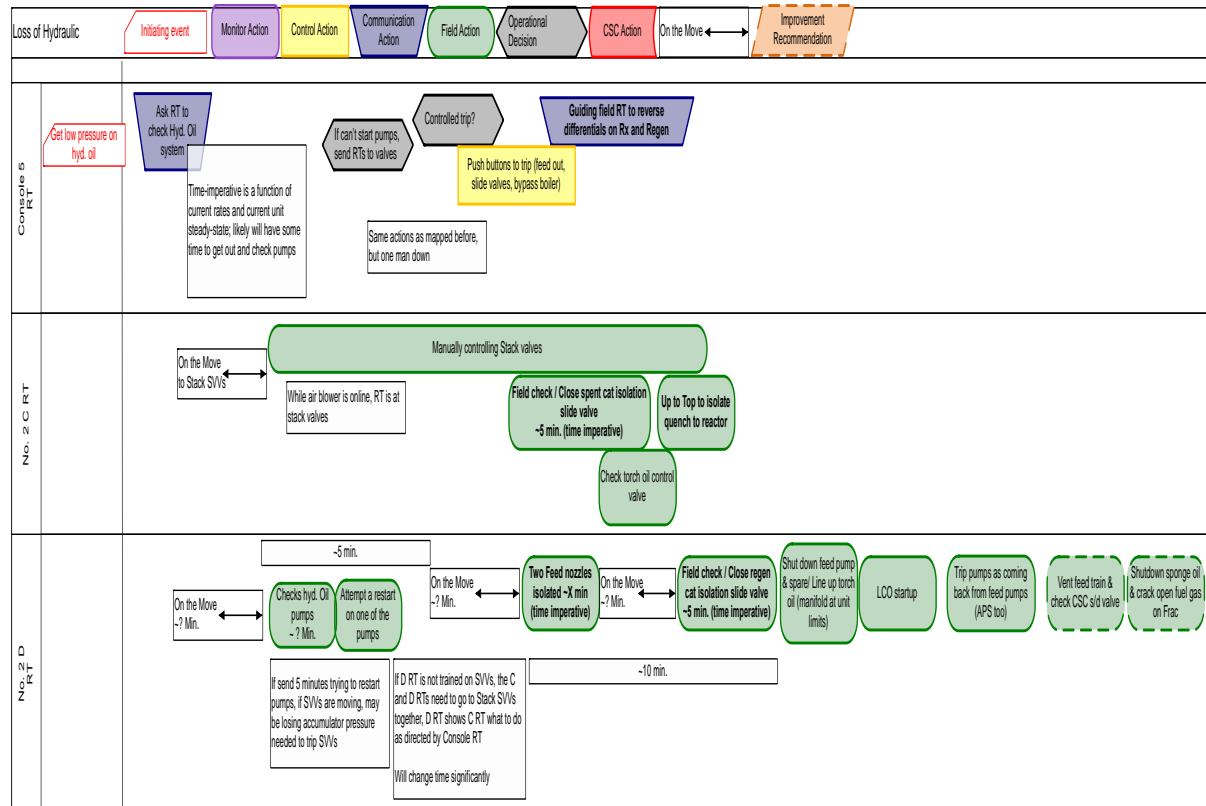 Loss of Hydraulic
Initiating event
Monitor Action
Control Action
Communication
Action
Field Action
Operational
Decision
CSC Action
On the Move
Improvement
Recommendation
Console 5
RT
Get low pressure on
hyd. oil
Ask RT to
check Hyd. Oil
system
Time-imperative is a function of
current rates and current unit
steady-state; likely will have some
time to get out and check pumps
If can't start pumps,
send RTs to valves
Controlled trip?
Push buttons to trip (feed out,
slide valves, bypass boiler)
Guiding field RT to reverse
differentials on Rx and Regen
Same actions as mapped before,
but one man down
No. 2 C RT
On the Move
to Stack SVVs
Manually controlling Stack valves
While air blower is online, RT is at
stack valves
Field check / Close spent cat isolation
slide valve
~5 min. (time imperative)
Up to Top to isolate
quench to reactor
Check torch oil control
valve
No. 2 D
RT
On the Move
~? Min.
~5 min.
Checks hyd. Oil
pumps
~ ? Min.
Attempt a restart
on one of the
pumps
On the Move
~? Min.
Two Feed nozzles
isolated ~X min
(time imperative)
On the Move
~? Min.
Field check / Close regen
cat isolation slide valve
~5 min. (time imperative)
Shut down feed pump
& spare/ Line up torch
oil (manifold at unit
limits)
LCO startup
Trip pumps as coming
back from feed pumps
(APS too)
Vent feed train &
check CSC s/d valve
Shutdown sponge oil
& crack open fuel gas
on Frac
If send 5 minutes trying to restart
pumps, if SVVs are moving, may
be losing accumulator pressure
needed to trip SVVs
If D RT is not trained on SVVs, the C
and D RTs need to go to Stack SVVs
together, D RT shows C RT what to do
as directed by Console RT
Will change time significantly
~10 min.